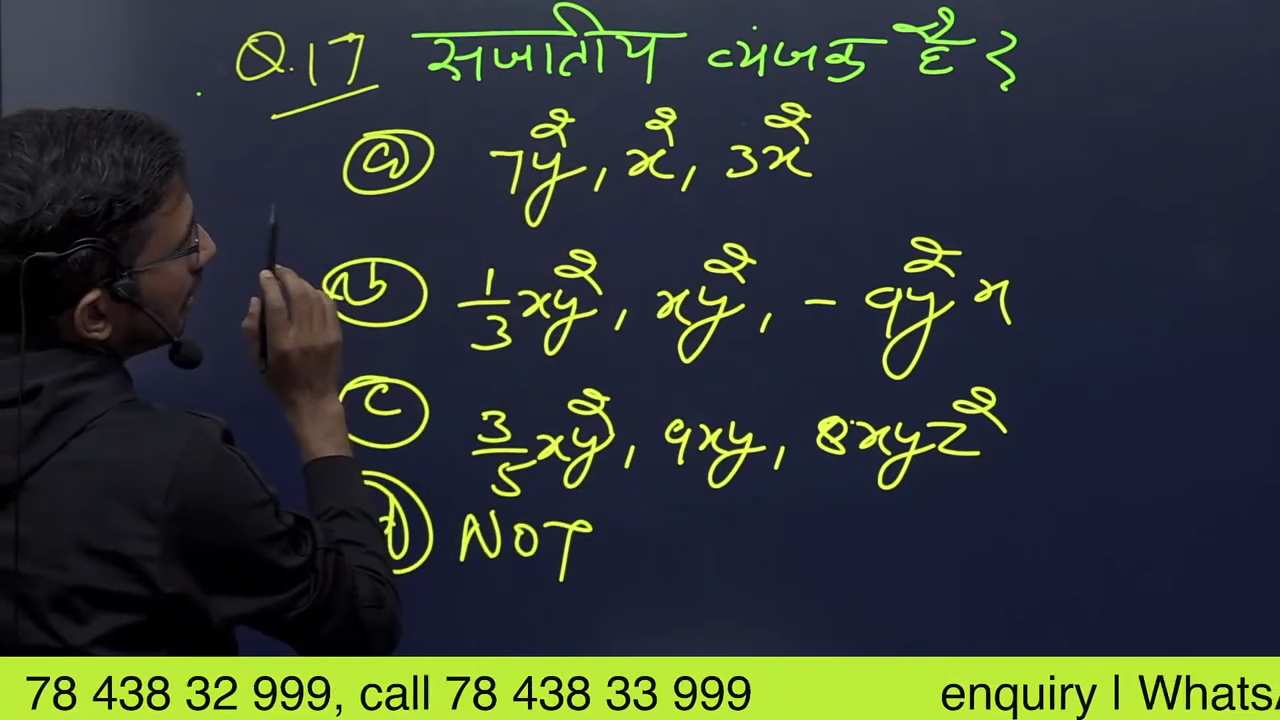 Q.17 सजातीय व्यंजक है ?
(a) 7y², x², 3x²
(b) 1/3 xy², xy², - 9y² x
(c) 3/5 xy², 9xy, 8xyz²
(d) NOT
78 438 32 999, call 78 438 33 999 enquiry | Whats